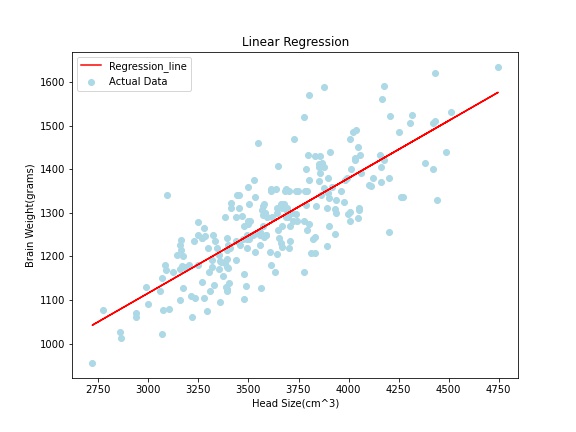 Linear Regression
Regression_line
Actual Data
Brain Weight(grams)
1600
1500
1400
1300
1200
1100
1000
2750 3000 3250 3500 3750 4000 4250 4500 4750
Head Size(cm^3)